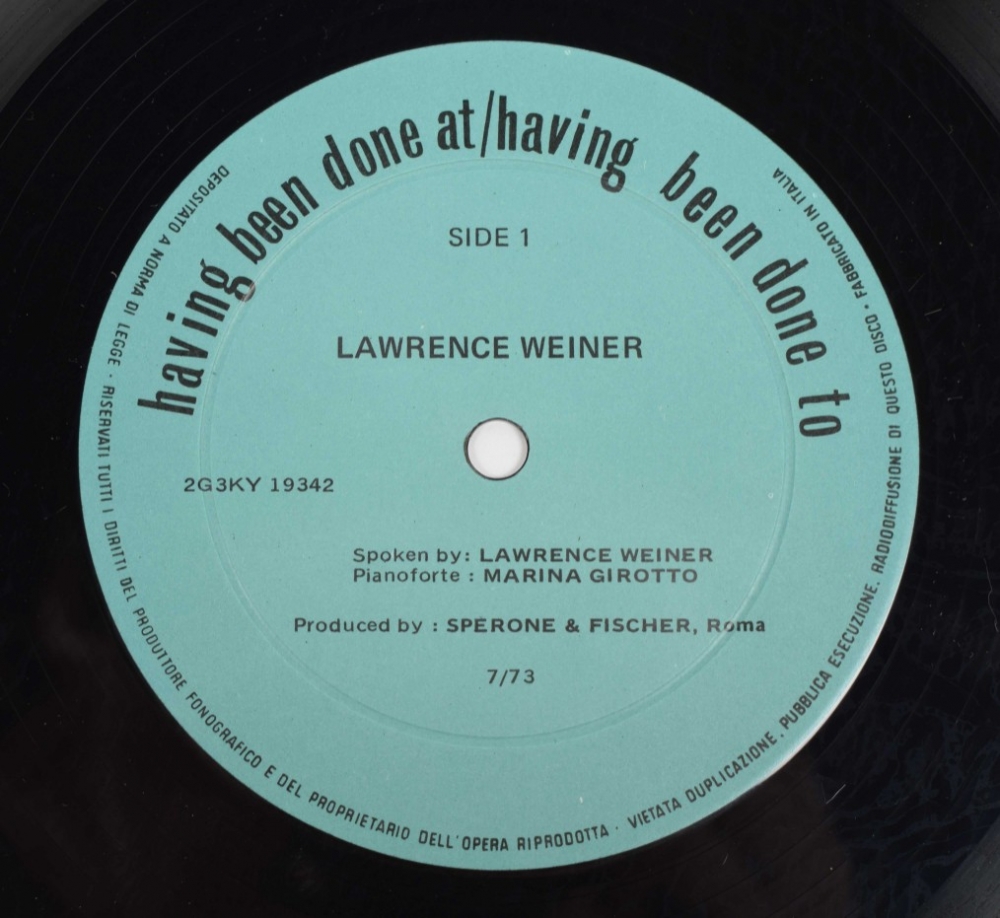 having been done at/having been done to
SIDE 1
LAWRENCE WEINER
2G3KY 19342
Spoken by: LAWRENCE WEINER
Pianoforte : MARINA GIROTTO
Produced by : SPERONE & FISCHER, Roma
7/73
DEPOSITATO A NORMA DI LEGGE · RISERVATI TUTTI I DIRITTI DEL PRODUTTORE FONOGRAFICO E DEL PROPRIETARIO DELL'OPERA RIPRODOTTA · VIETATA DUPLICAZIONE. PUBBLICA ESECUZIONE. RADIODIFFUSIONE DI QUESTO DISCO · FABBRICATO IN ITALIA